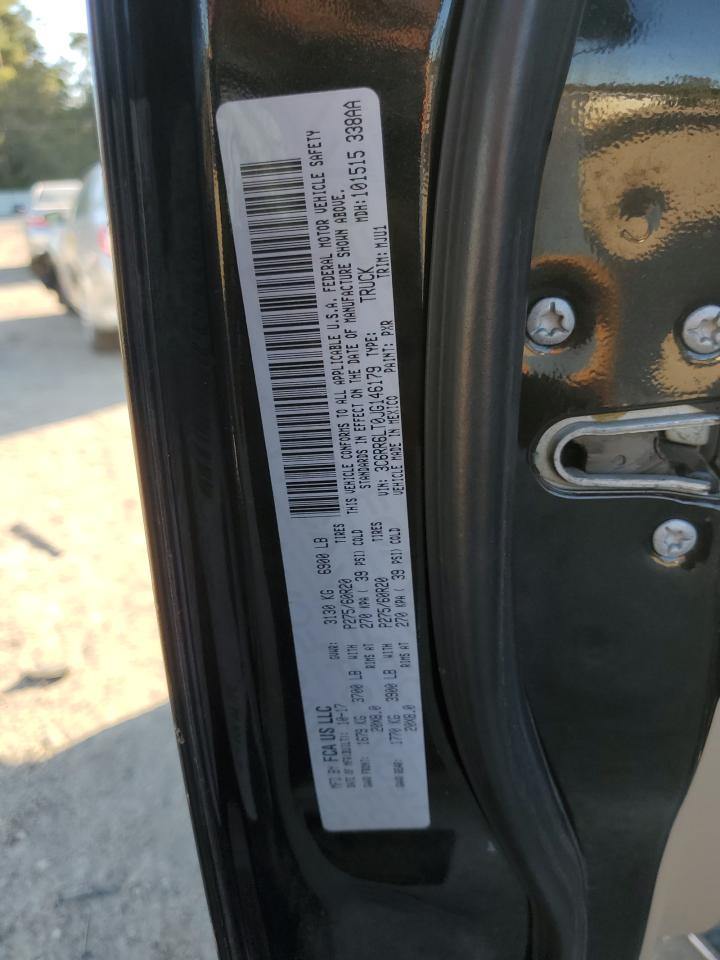 MFD BY FCA US LLC
DATE OF MFR(BUILT): 10-17 GVWR: 3130 KG 6900 LB
GAWR FRONT: 1679 KG 3700 LB WITH P275/60R20 TIRES
20X8.0 RIMS AT 270 KPA ( 39 PSI) COLD
GAWR REAR: 1770 KG 3900 LB WITH P275/60R20 TIRES
20X8.0 RIMS AT 270 KPA ( 39 PSI) COLD
THIS VEHICLE CONFORMS TO ALL APPLICABLE U.S.A. FEDERAL MOTOR VEHICLE SAFETY
STANDARDS IN EFFECT ON THE DATE OF MANUFACTURE SHOWN ABOVE.
MDH:101515 338AA
VIN: 3C6RR6LT0JG146179 TYPE: TRUCK
VEHICLE MADE IN MEXICO PAINT: PXR TRIM: MJU1